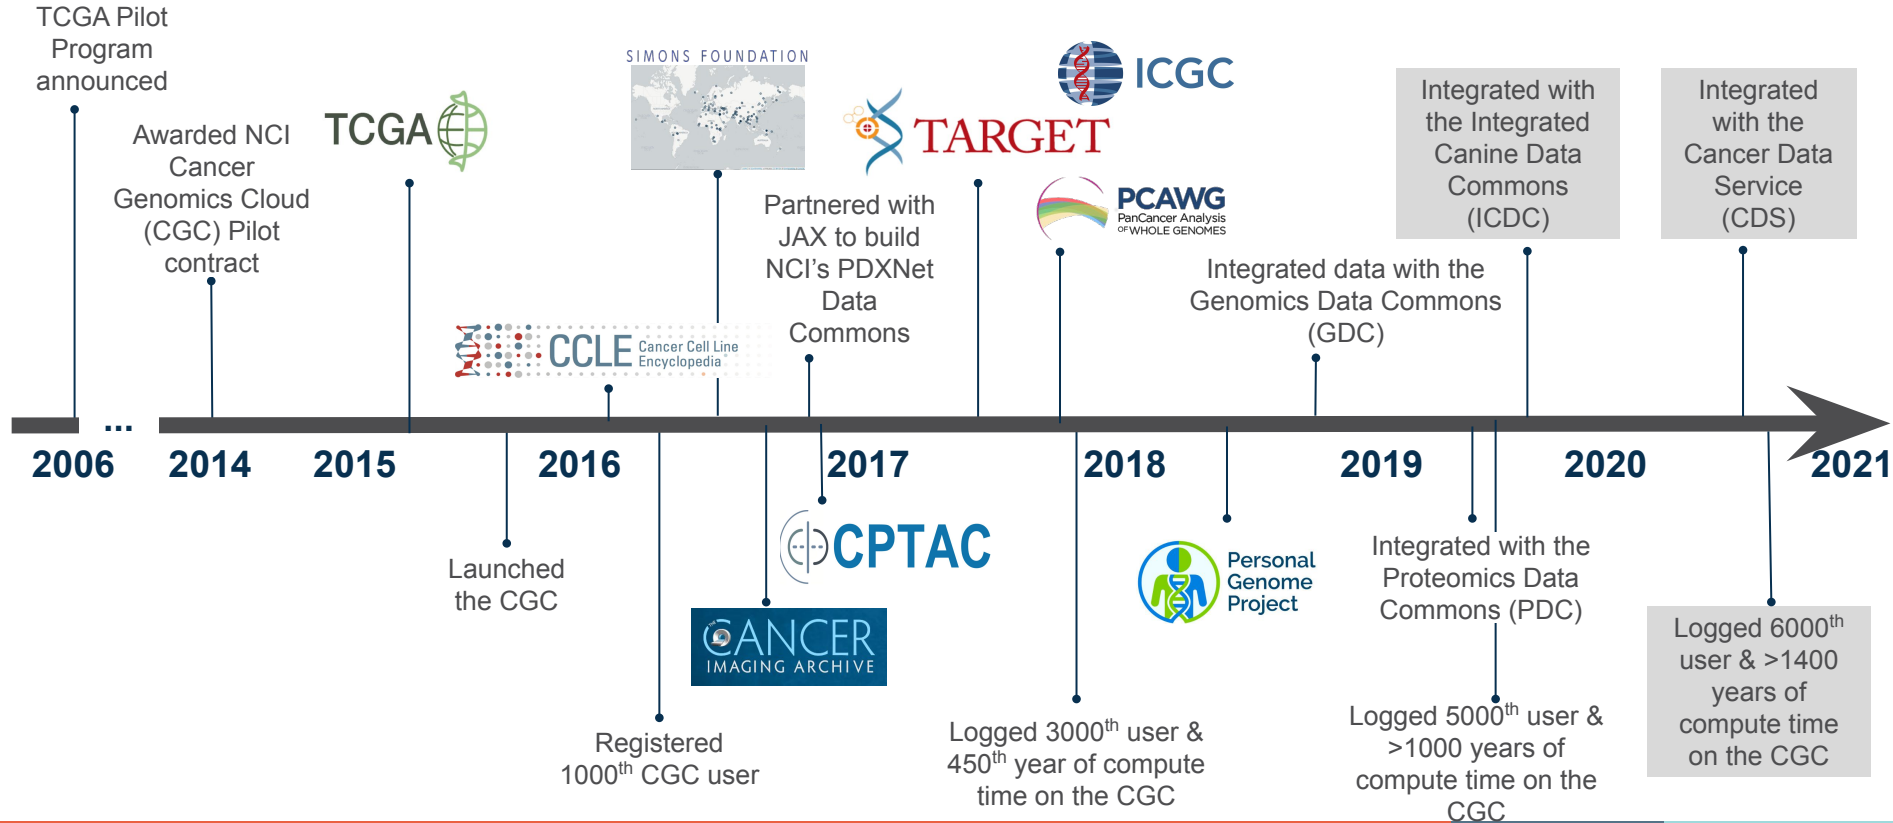 TCGA Pilot
Program
announced
Awarded NCI
Cancer
Genomics Cloud
(CGC) Pilot
contract
TCGA
SIMONS FOUNDATION
CCLE Cancer Cell Line
Encyclopedia
Partnered with
JAX to build
NCI’s PDXNet
Data
Commons
TARGET
ICGC
PCAWG
PanCancer Analysis
OF WHOLE GENOMES
Integrated data with the
Genomics Data Commons
(GDC)
Integrated with
the Integrated
Canine Data
Commons
(ICDC)
Integrated
with the
Cancer Data
Service
(CDS)
...
2006 2014 2015 2016 2017 2018 2019 2020 2021
Launched
the CGC
Registered
1000th CGC user
THE
CANCER
IMAGING ARCHIVE
CPTAC
Logged 3000th user &
450th year of compute
time on the CGC
Personal
Genome
Project
Integrated with the
Proteomics Data
Commons (PDC)
Logged 5000th user &
>1000 years of
compute time on the
CGC
Logged 6000th
user & >1400
years of
compute time
on the CGC